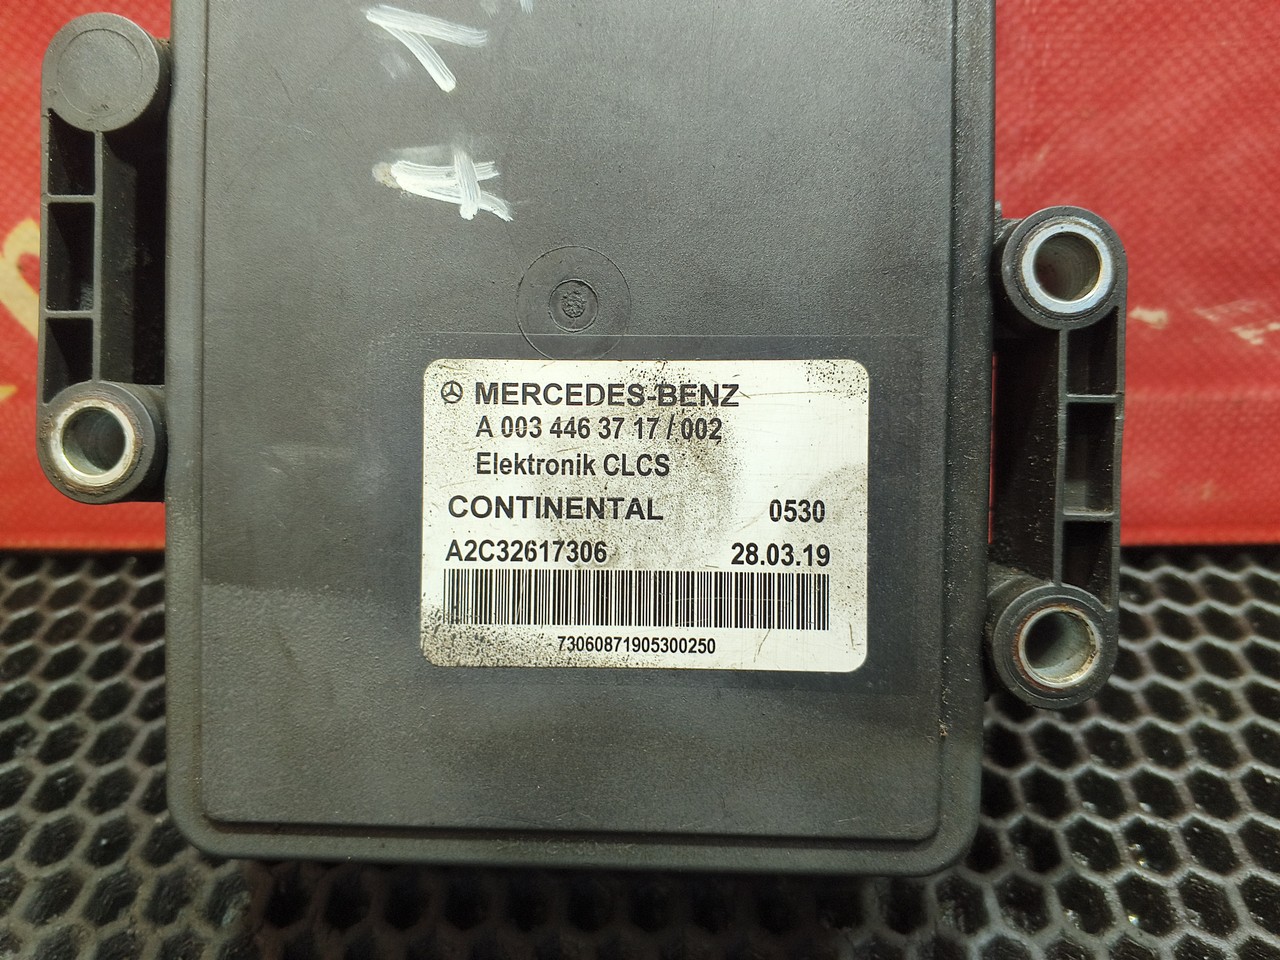 MERCEDES-BENZ
A 003 446 37 17 / 002
Elektronik CLCS
CONTINENTAL 0530
A2C32617306 28.03.19
73060871905300250